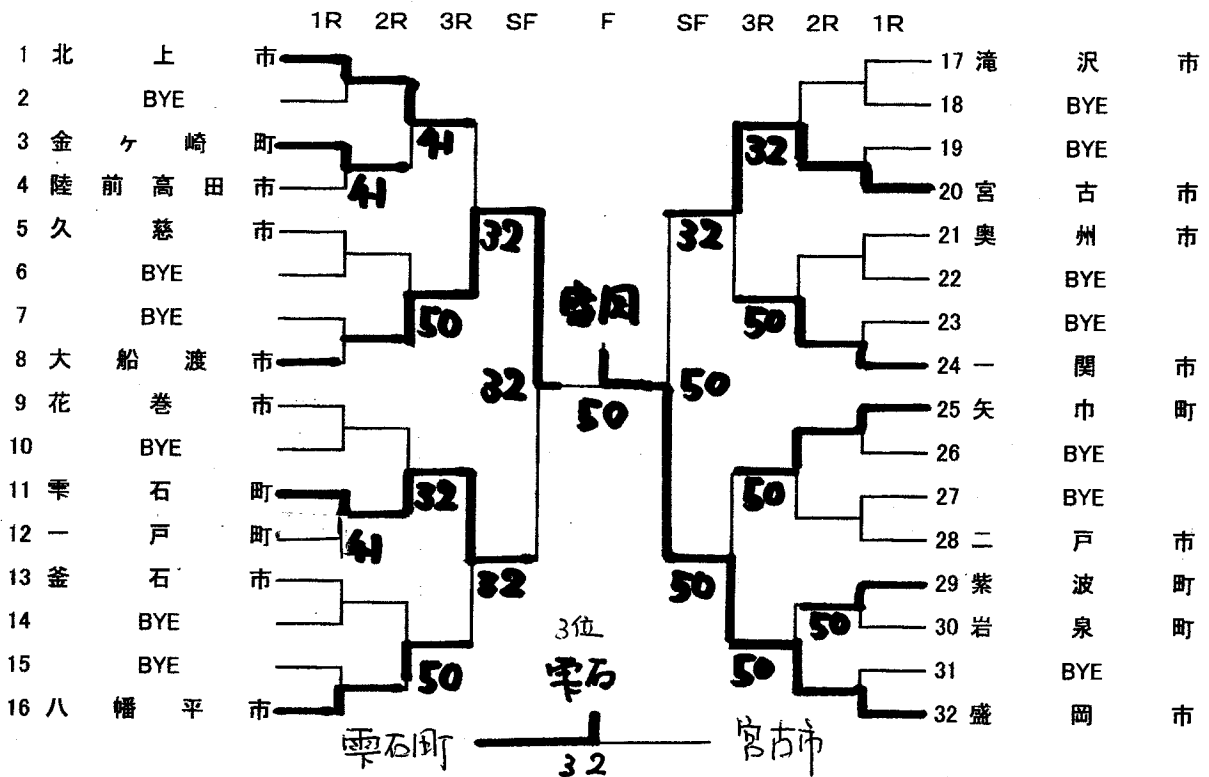 1R 2R 3R SF F SF 3R 2R 1R
1 北上市
2 BYE
3 金ヶ崎町
4 陸前高田市
5 久慈市
6 BYE
7 BYE
8 大船渡市
9 花巻市
10 BYE
11 雫石町
12 一戸町
13 釜石市
14 BYE
15 BYE
16 八幡平市
41
41
50
32
32
41
32
50
32
盛岡
50
3位
雫石
雫石町
32
宮古市
32
32
50
50
50
50
50
50
17 滝沢市
18 BYE
19 BYE
20 宮古市
21 奥州市
22 BYE
23 BYE
24 一関市
25 矢巾町
26 BYE
27 BYE
28 二戸市
29 紫波町
30 岩泉町
31 BYE
32 盛岡市